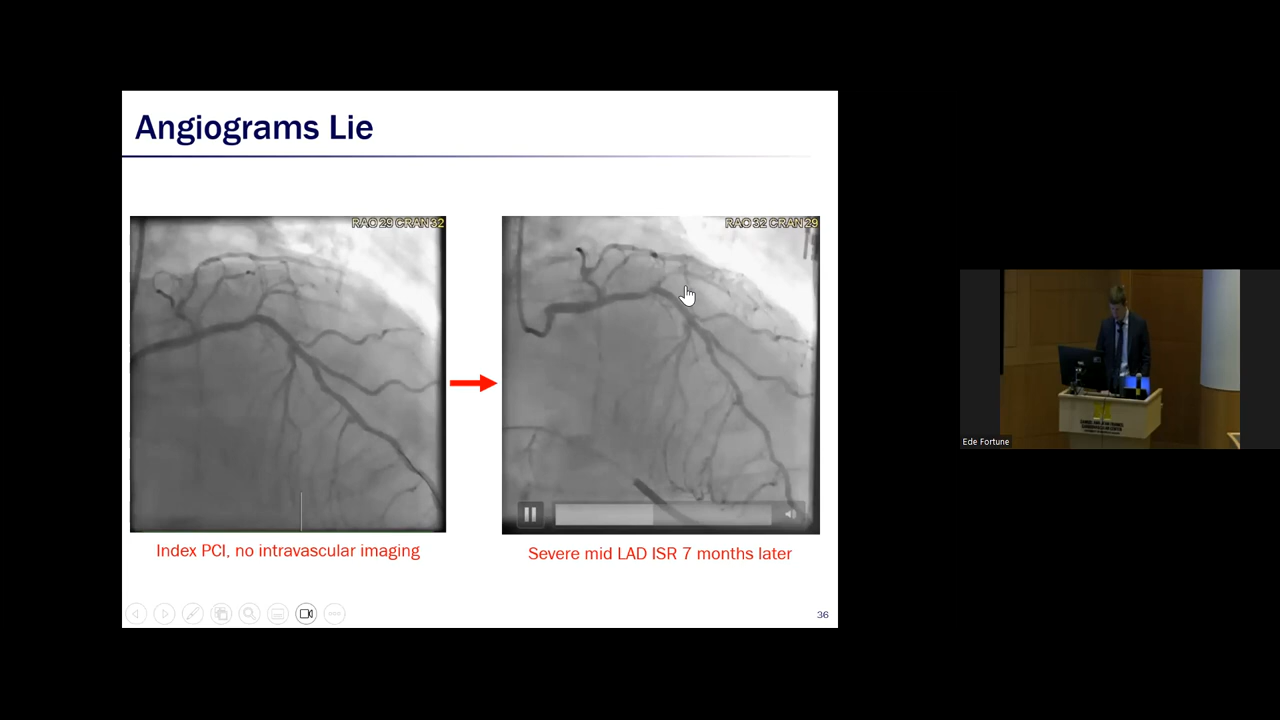 Angiograms Lie
RAO 29 CRAN 32
RAO 32 CRAN 29
Index PCI, no intravascular imaging
Severe mid LAD ISR 7 months later
36
Ede Fortune